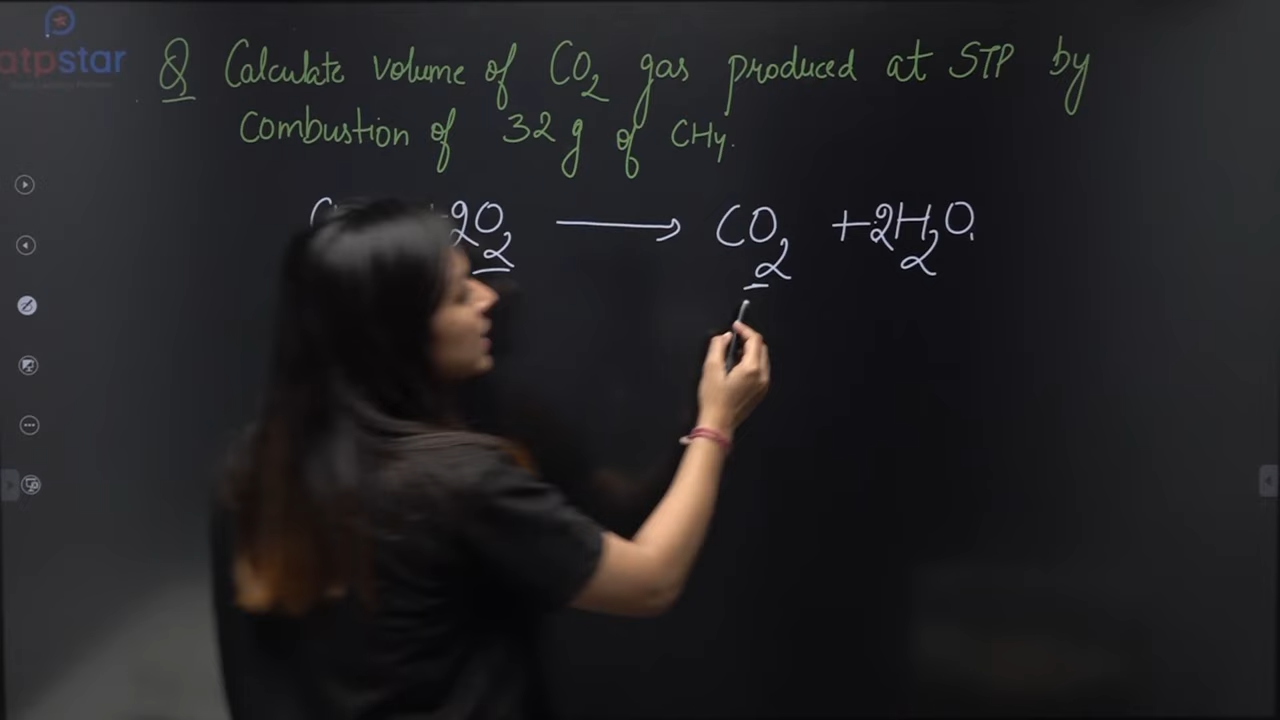 atpstar
Q Calculate volume of CO2 gas produced at STP by
combustion of 32 g of CH4.
+2O2 ⟶ CO2 +2H2O